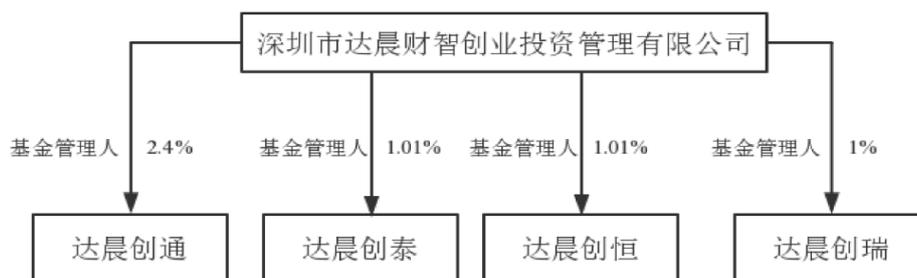 深圳市达晨财智创业投资管理有限公司
基金管理人 2.4% 基金管理人 1.01% 基金管理人 1.01% 基金管理人 1%
达晨创通 达晨创泰 达晨创恒 达晨创瑞